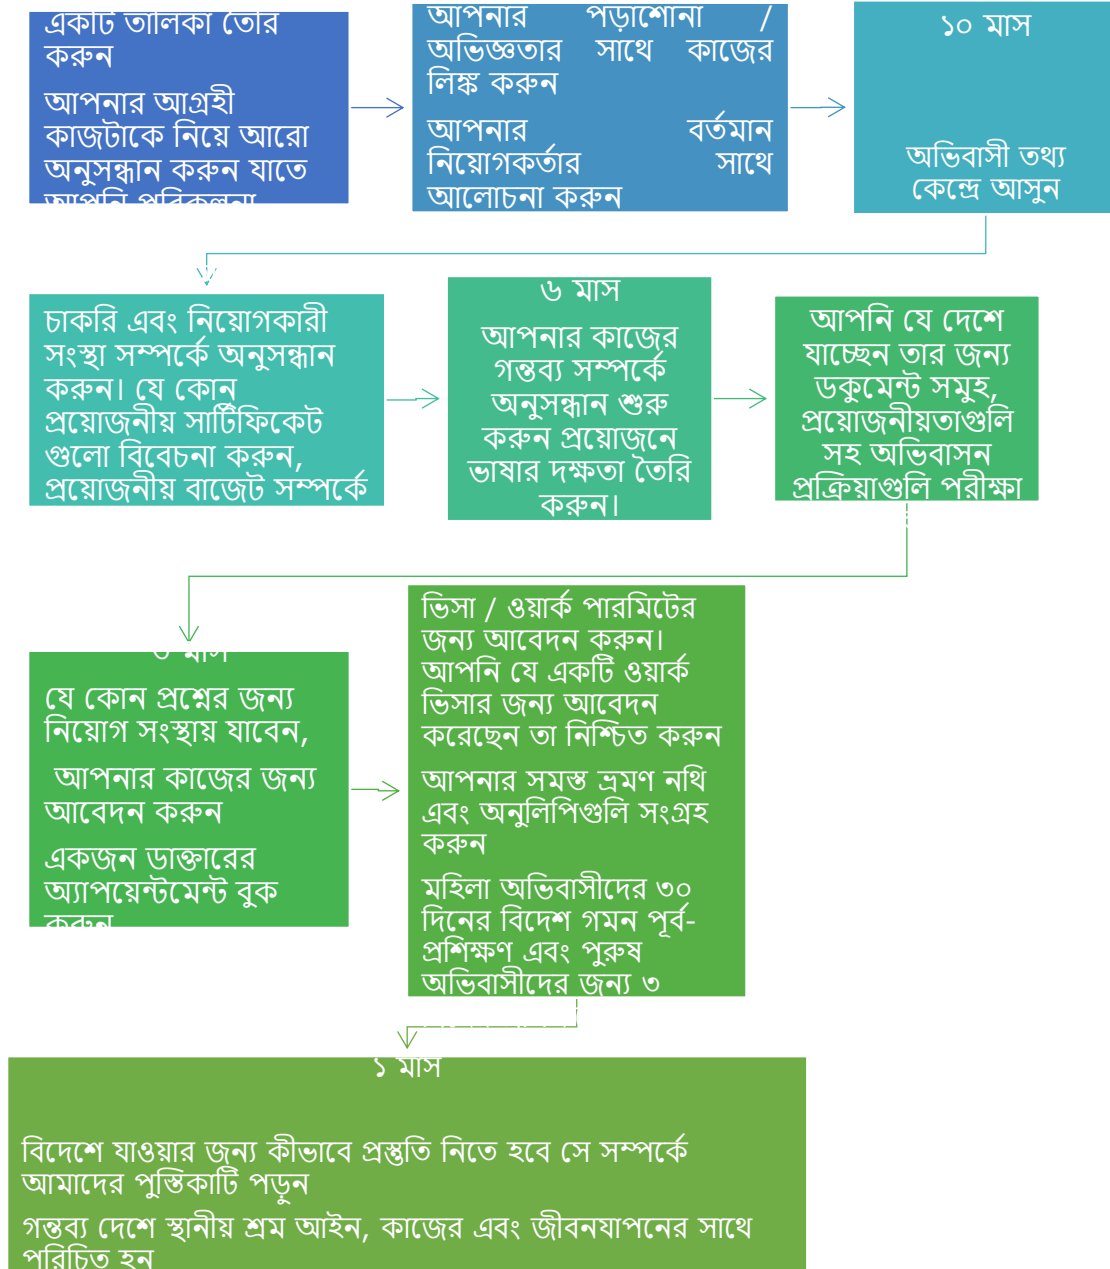 একটি তালিকা তৈরি
করুন
আপনার আগ্রহী
কাজটাকে নিয়ে আরো
অনুসন্ধান করুন যাতে
আপনি পরিকল্পনা
আপনার পড়াশোনা /
অভিজ্ঞতার সাথে কাজের
লিঙ্ক করুন
আপনার বর্তমান
নিয়োগকর্তার সাথে
আলোচনা করুন
১০ মাস
অভিবাসী তথ্য
কেন্দ্রে আসুন
চাকরি এবং নিয়োগকারী
সংস্থা সম্পর্কে অনুসন্ধান
করুন। যে কোন
প্রয়োজনীয় সার্টিফিকেট
গুলো বিবেচনা করুন,
প্রয়োজনীয় বাজেট সম্পর্কে
৬ মাস
আপনার কাজের
গন্তব্য সম্পর্কে
অনুসন্ধান শুরু
করুন প্রয়োজনে
ভাষার দক্ষতা তৈরি
করুন।
আপনি যে দেশে
যাচ্ছেন তার জন্য
ডকুমেন্ট সমুহ,
প্রয়োজনীয়তাগুলি
সহ অভিবাসন
প্রক্রিয়াগুলি পরীক্ষা
মাস
যে কোন প্রশ্নের জন্য
নিয়োগ সংস্থায় যাবেন,
আপনার কাজের জন্য
আবেদন করুন
একজন ডাক্তারের
অ্যাপয়েন্টমেন্ট বুক
করুন
ভিসা / ওয়ার্ক পারমিটের
জন্য আবেদন করুন।
আপনি যে একটি ওয়ার্ক
ভিসার জন্য আবেদন
করেছেন তা নিশ্চিত করুন
আপনার সমস্ত ভ্রমণ নথি
এবং অনুলিপিগুলি সংগ্রহ
করুন
মহিলা অভিবাসীদের ৩০
দিনের বিদেশ গমন পূর্ব-
প্রশিক্ষণ এবং পুরুষ
অভিবাসীদের জন্য ৩
১ মাস
বিদেশে যাওয়ার জন্য কীভাবে প্রস্তুতি নিতে হবে সে সম্পর্কে
আমাদের পুস্তিকাটি পড়ুন
গন্তব্য দেশে স্থানীয় শ্রম আইন, কাজের এবং জীবনযাপনের সাথে
পরিচিত হন